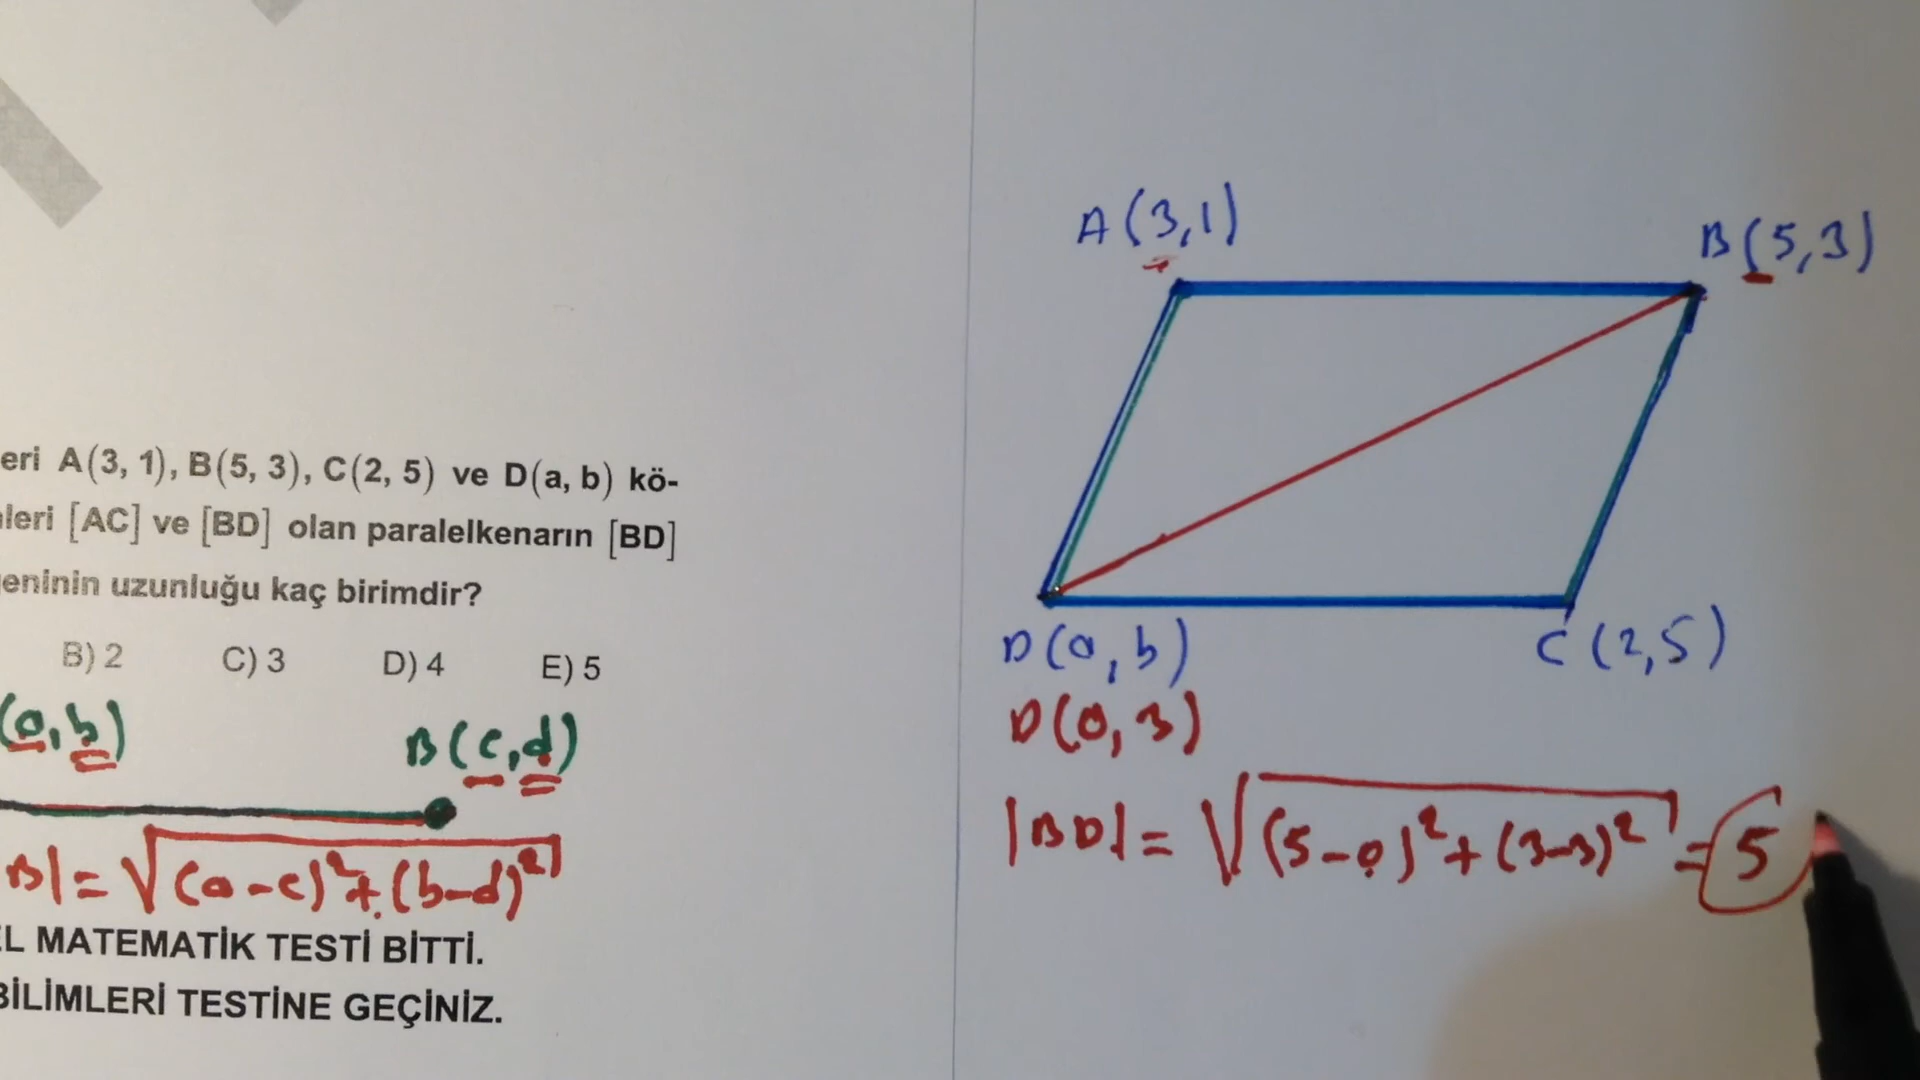 eri A(3, 1), B(5, 3), C(2, 5) ve D(a, b) kö-
leri [AC] ve [BD] olan paralelkenarın [BD]
eninin uzunluğu kaç birimdir?
B) 2 C) 3 D) 4 E) 5
(a, b) B(c, d)
B| = √(a-c)²+(b-d)²
EL MATEMATİK TESTİ BİTTİ.
BİLİMLERİ TESTİNE GEÇİNİZ.
A(3,1)
B(5,3)
D(a,b)
C(2,5)
D(0,3)
|BD| = √(5-0)²+(3-3)² = 5